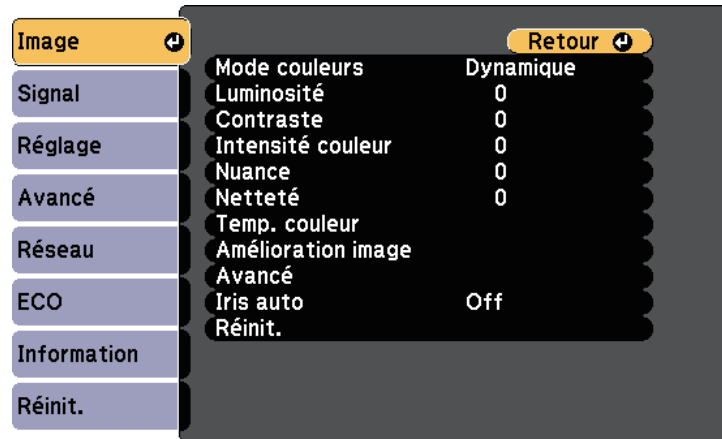 Image
Signal
Réglage
Avancé
Réseau
ECO
Information
Réinit.
Retour
Mode couleurs Dynamique
Luminosité 0
Contraste 0
Intensité couleur 0
Nuance 0
Netteté 0
Temp. couleur
Amélioration image
Avancé
Iris auto Off
Réinit.